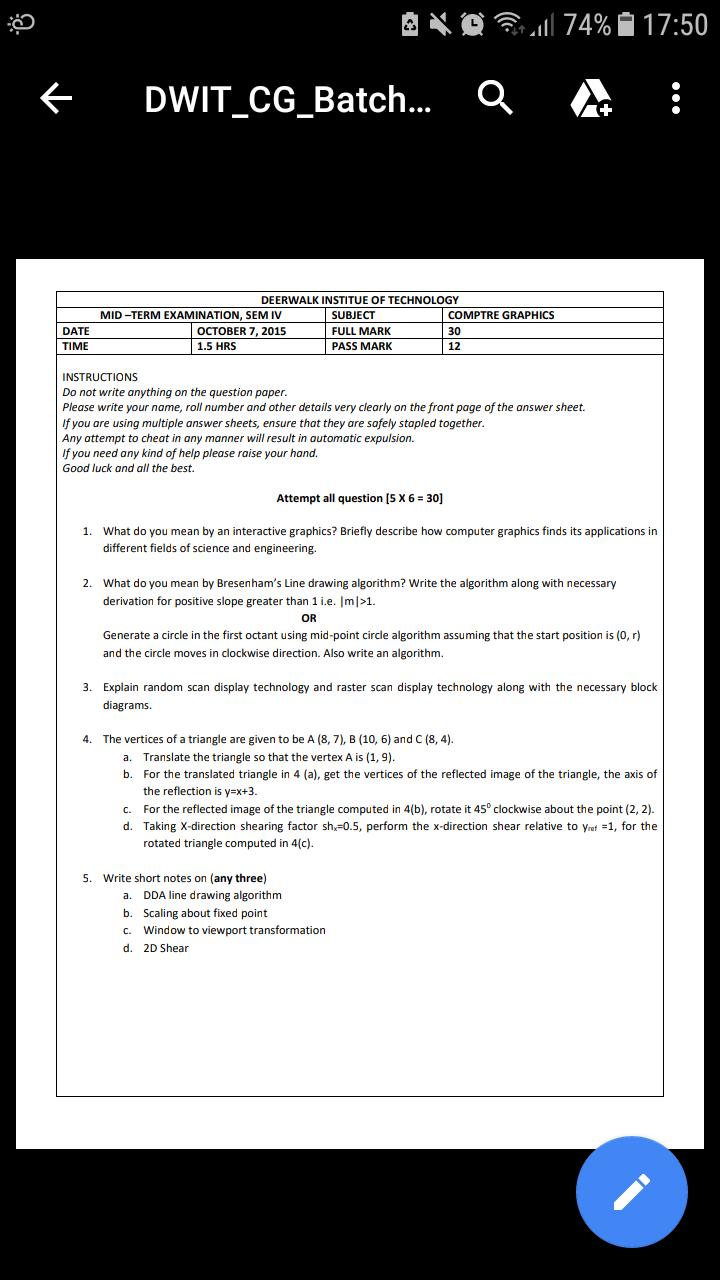 74% 17:50
DWIT_CG_Batch...
DEERWALK INSTITUE OF TECHNOLOGY
MID –TERM EXAMINATION, SEM IV SUBJECT COMPTRE GRAPHICS
DATE OCTOBER 7, 2015 FULL MARK 30
TIME 1.5 HRS PASS MARK 12
INSTRUCTIONS
Do not write anything on the question paper.
Please write your name, roll number and other details very clearly on the front page of the answer sheet.
If you are using multiple answer sheets, ensure that they are safely stapled together.
Any attempt to cheat in any manner will result in automatic expulsion.
If you need any kind of help please raise your hand.
Good luck and all the best.
Attempt all question [5 X 6 = 30]
1. What do you mean by an interactive graphics? Briefly describe how computer graphics finds its applications in
different fields of science and engineering.
2. What do you mean by Bresenham's Line drawing algorithm? Write the algorithm along with necessary
derivation for positive slope greater than 1 i.e. |m|>1.
OR
Generate a circle in the first octant using mid-point circle algorithm assuming that the start position is (0, r)
and the circle moves in clockwise direction. Also write an algorithm.
3. Explain random scan display technology and raster scan display technology along with the necessary block
diagrams.
4. The vertices of a triangle are given to be A (8, 7), B (10, 6) and C (8, 4).
a. Translate the triangle so that the vertex A is (1, 9).
b. For the translated triangle in 4 (a), get the vertices of the reflected image of the triangle, the axis of
the reflection is y=x+3.
c. For the reflected image of the triangle computed in 4(b), rotate it 45⁰ clockwise about the point (2, 2).
d. Taking X-direction shearing factor shₓ=0.5, perform the x-direction shear relative to yref =1, for the
rotated triangle computed in 4(c).
5. Write short notes on (any three)
a. DDA line drawing algorithm
b. Scaling about fixed point
c. Window to viewport transformation
d. 2D Shear